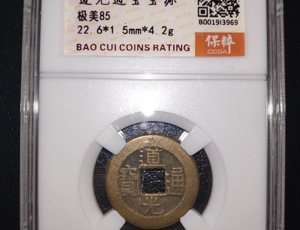 极美85
22.6*1.5mm*4.2g
BAO CUI COINS RATING
B001913969
保粹
CCGA
道
光
通
寶